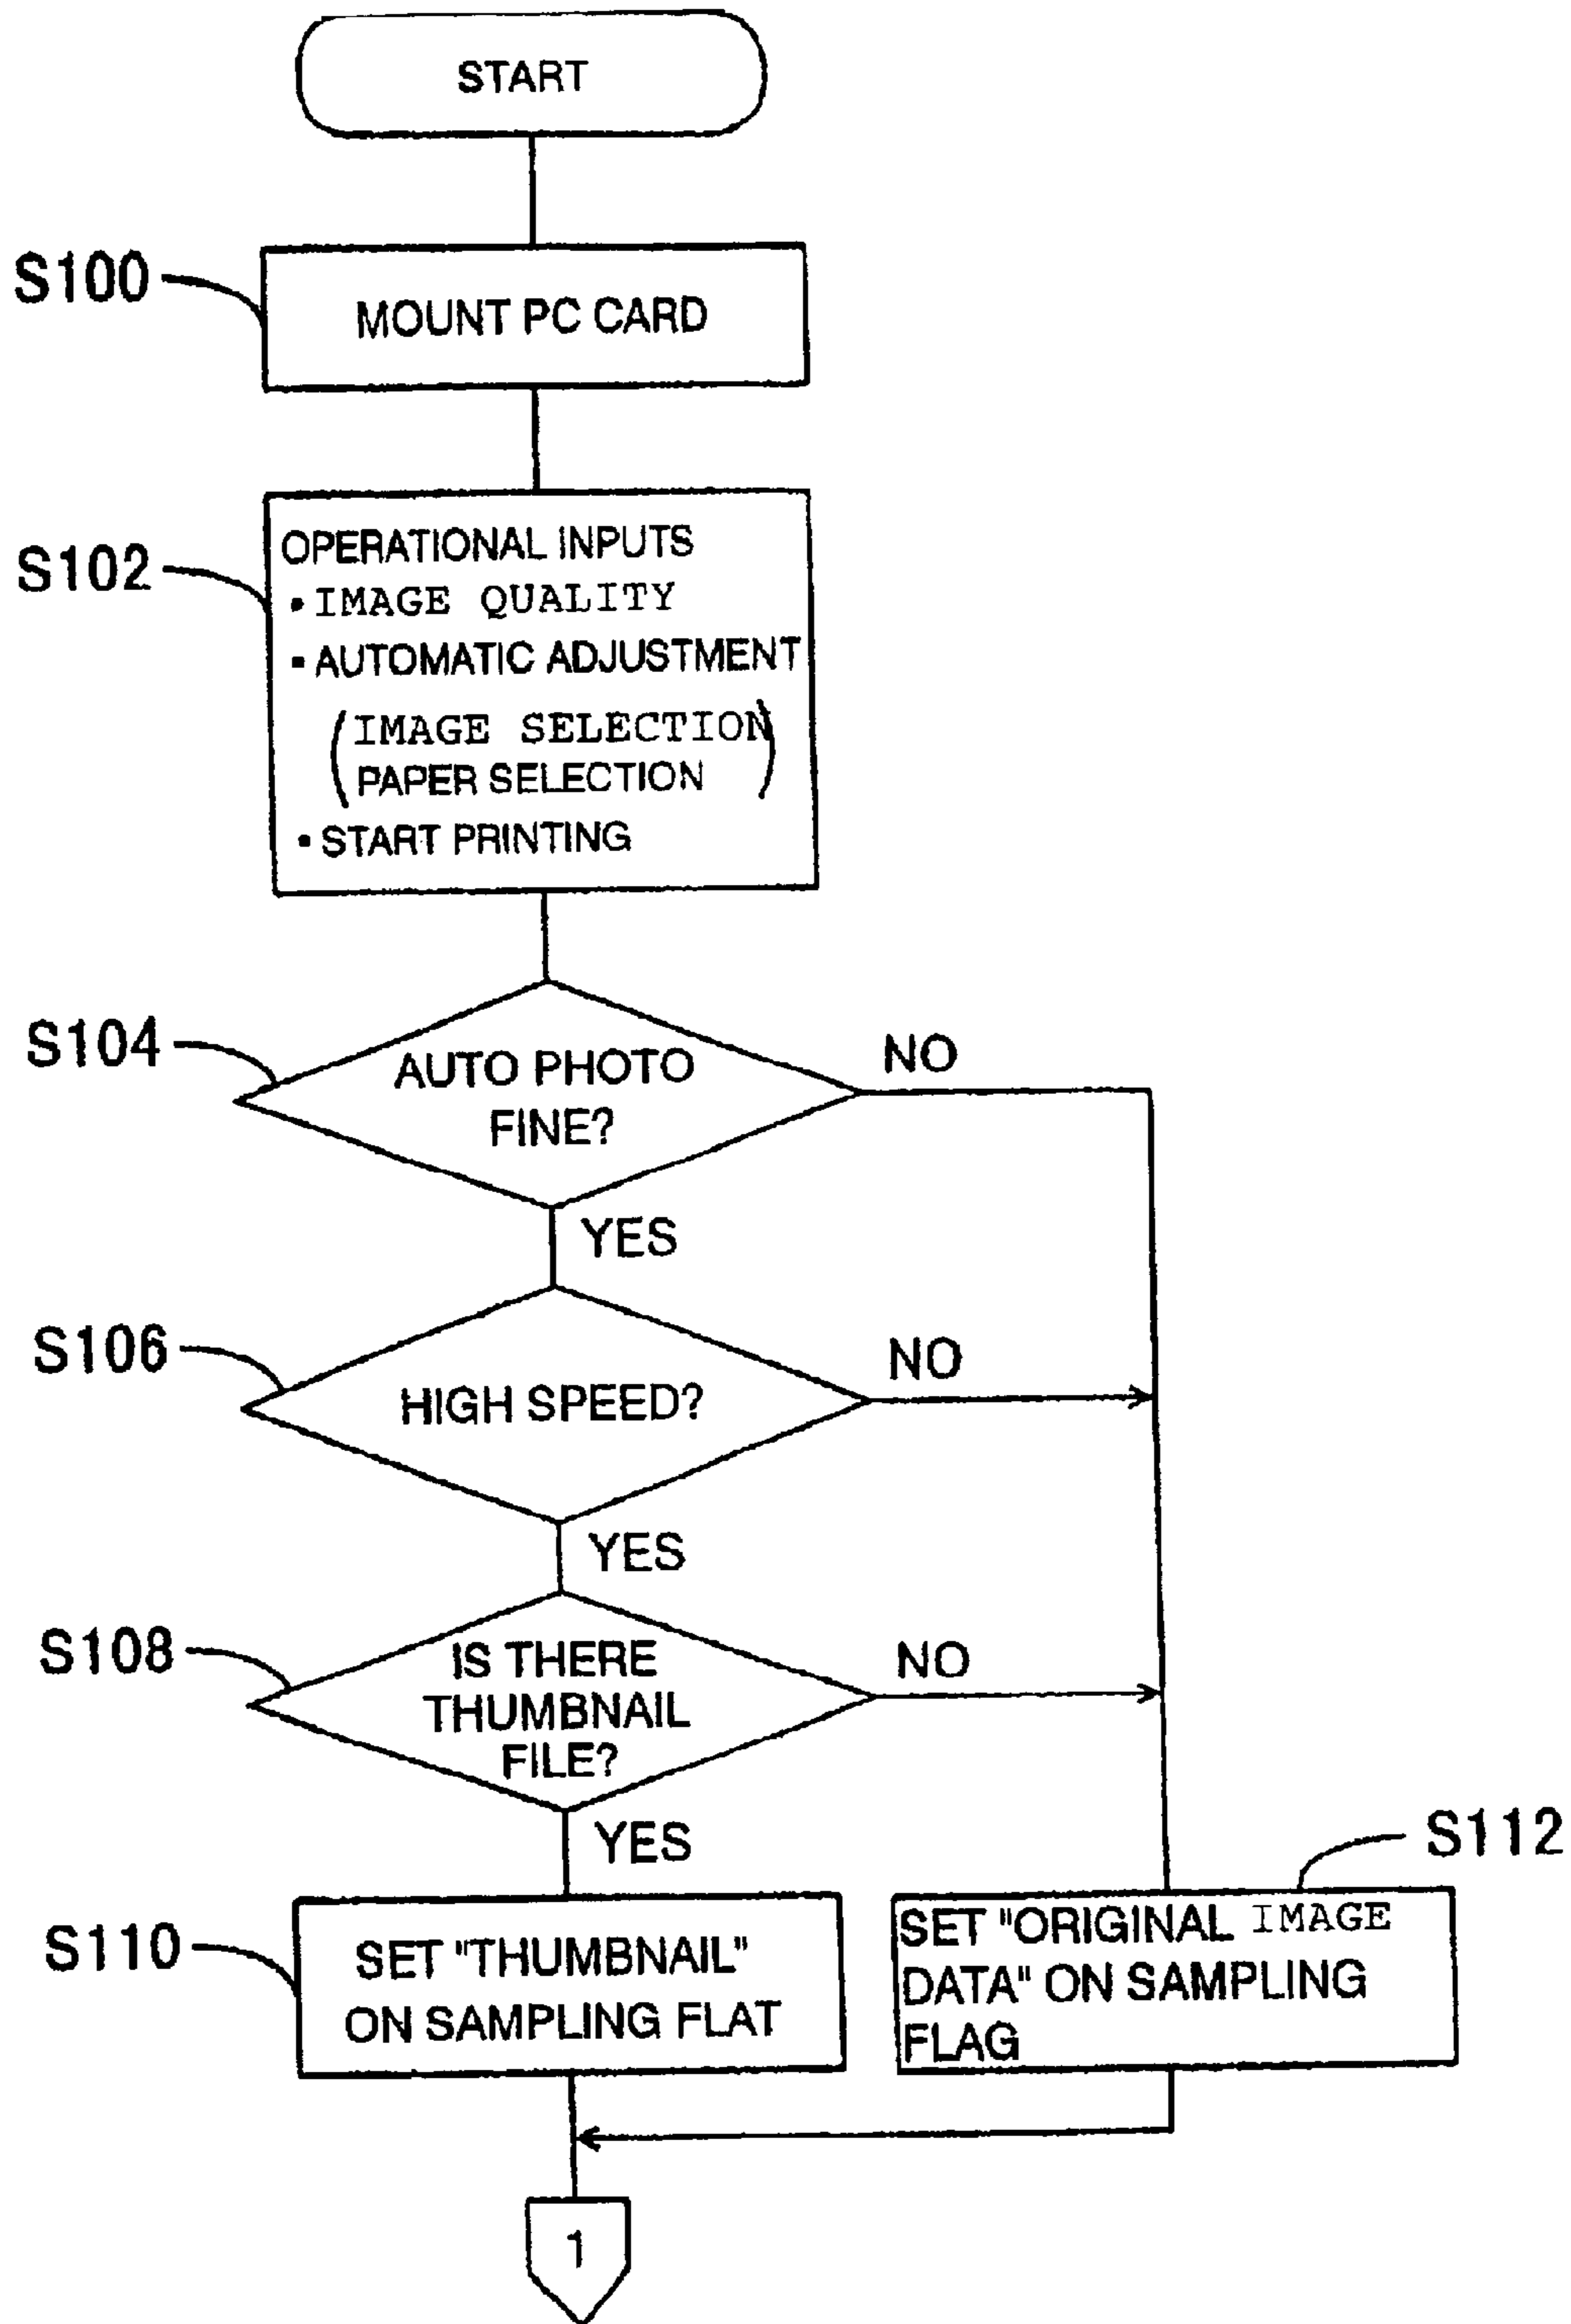 START
S100
MOUNT PC CARD
S102
OPERATIONAL INPUTS
▪ IMAGE QUALITY
▪ AUTOMATIC ADJUSTMENT
(IMAGE SELECTION
PAPER SELECTION)
▪ START PRINTING
S104
AUTO PHOTO
FINE?
NO
YES
S106
HIGH SPEED?
NO
YES
S108
IS THERE
THUMBNAIL
FILE?
NO
YES
S110
SET "THUMBNAIL"
ON SAMPLING FLAT
S112
SET "ORIGINAL IMAGE
DATA" ON SAMPLING
FLAG
1